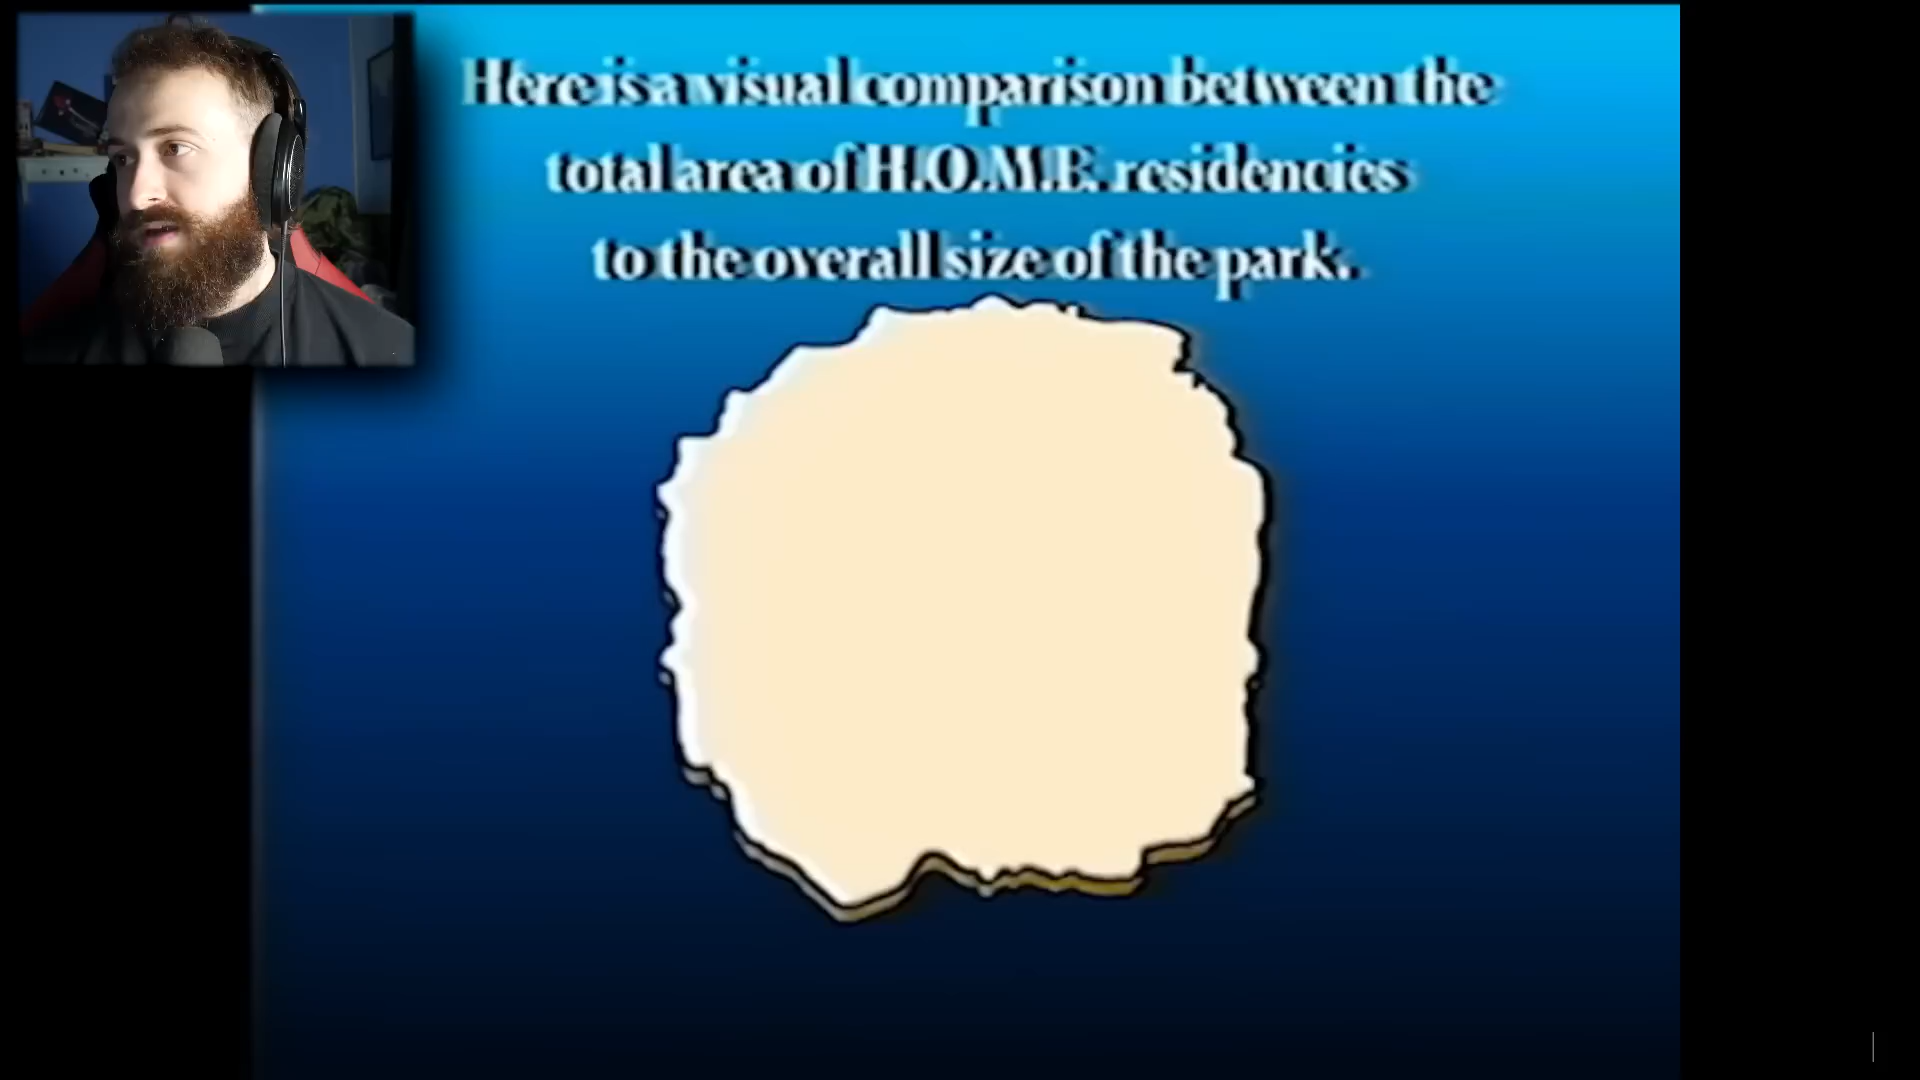 Here is a visual comparison between the
total area of H.O.M.E. residencies
to the overall size of the park.